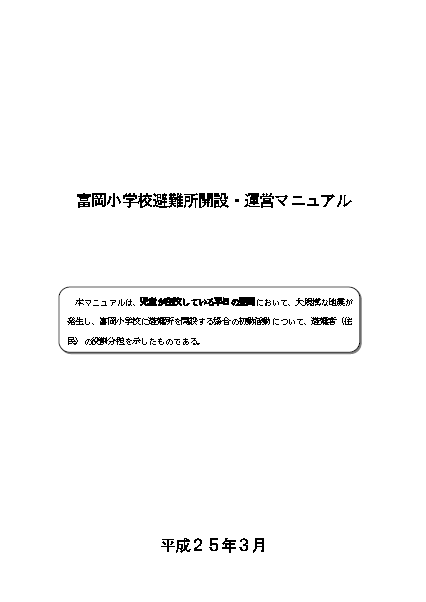 富岡小学校避難所開設・運営マニュアル
本マニュアルは、児童が在校している平日の昼間において、大規模な地震が
発生し、富岡小学校に避難所を開設する場合の初動活動について、避難者（住
民）の役割分担を示したものである。
平成２５年３月